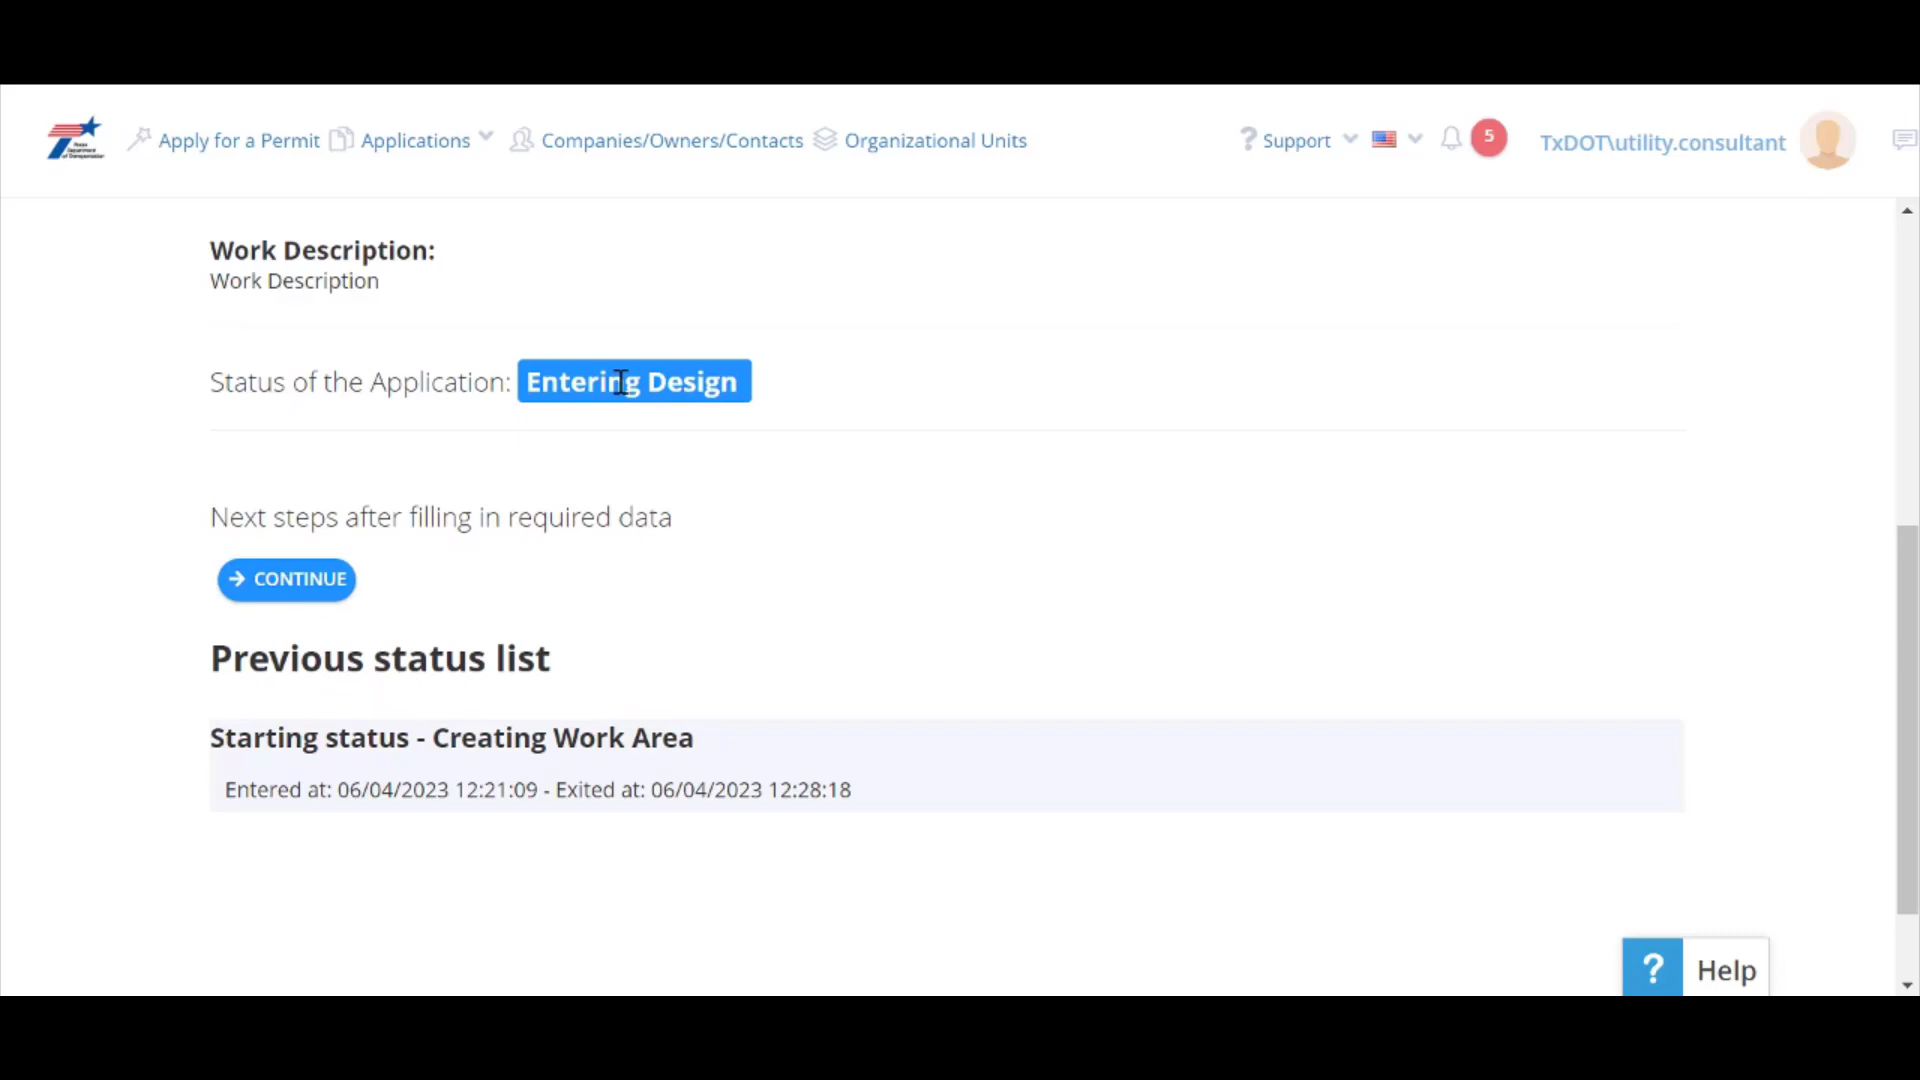 Apply for a Permit Applications Companies/Owners/Contacts Organizational Units ? Support 5 TxDOT\utility.consultant
Work Description:
Work Description
Status of the Application: Entering Design
Next steps after filling in required data
→ CONTINUE
Previous status list
Starting status - Creating Work Area
Entered at: 06/04/2023 12:21:09 - Exited at: 06/04/2023 12:28:18
? Help